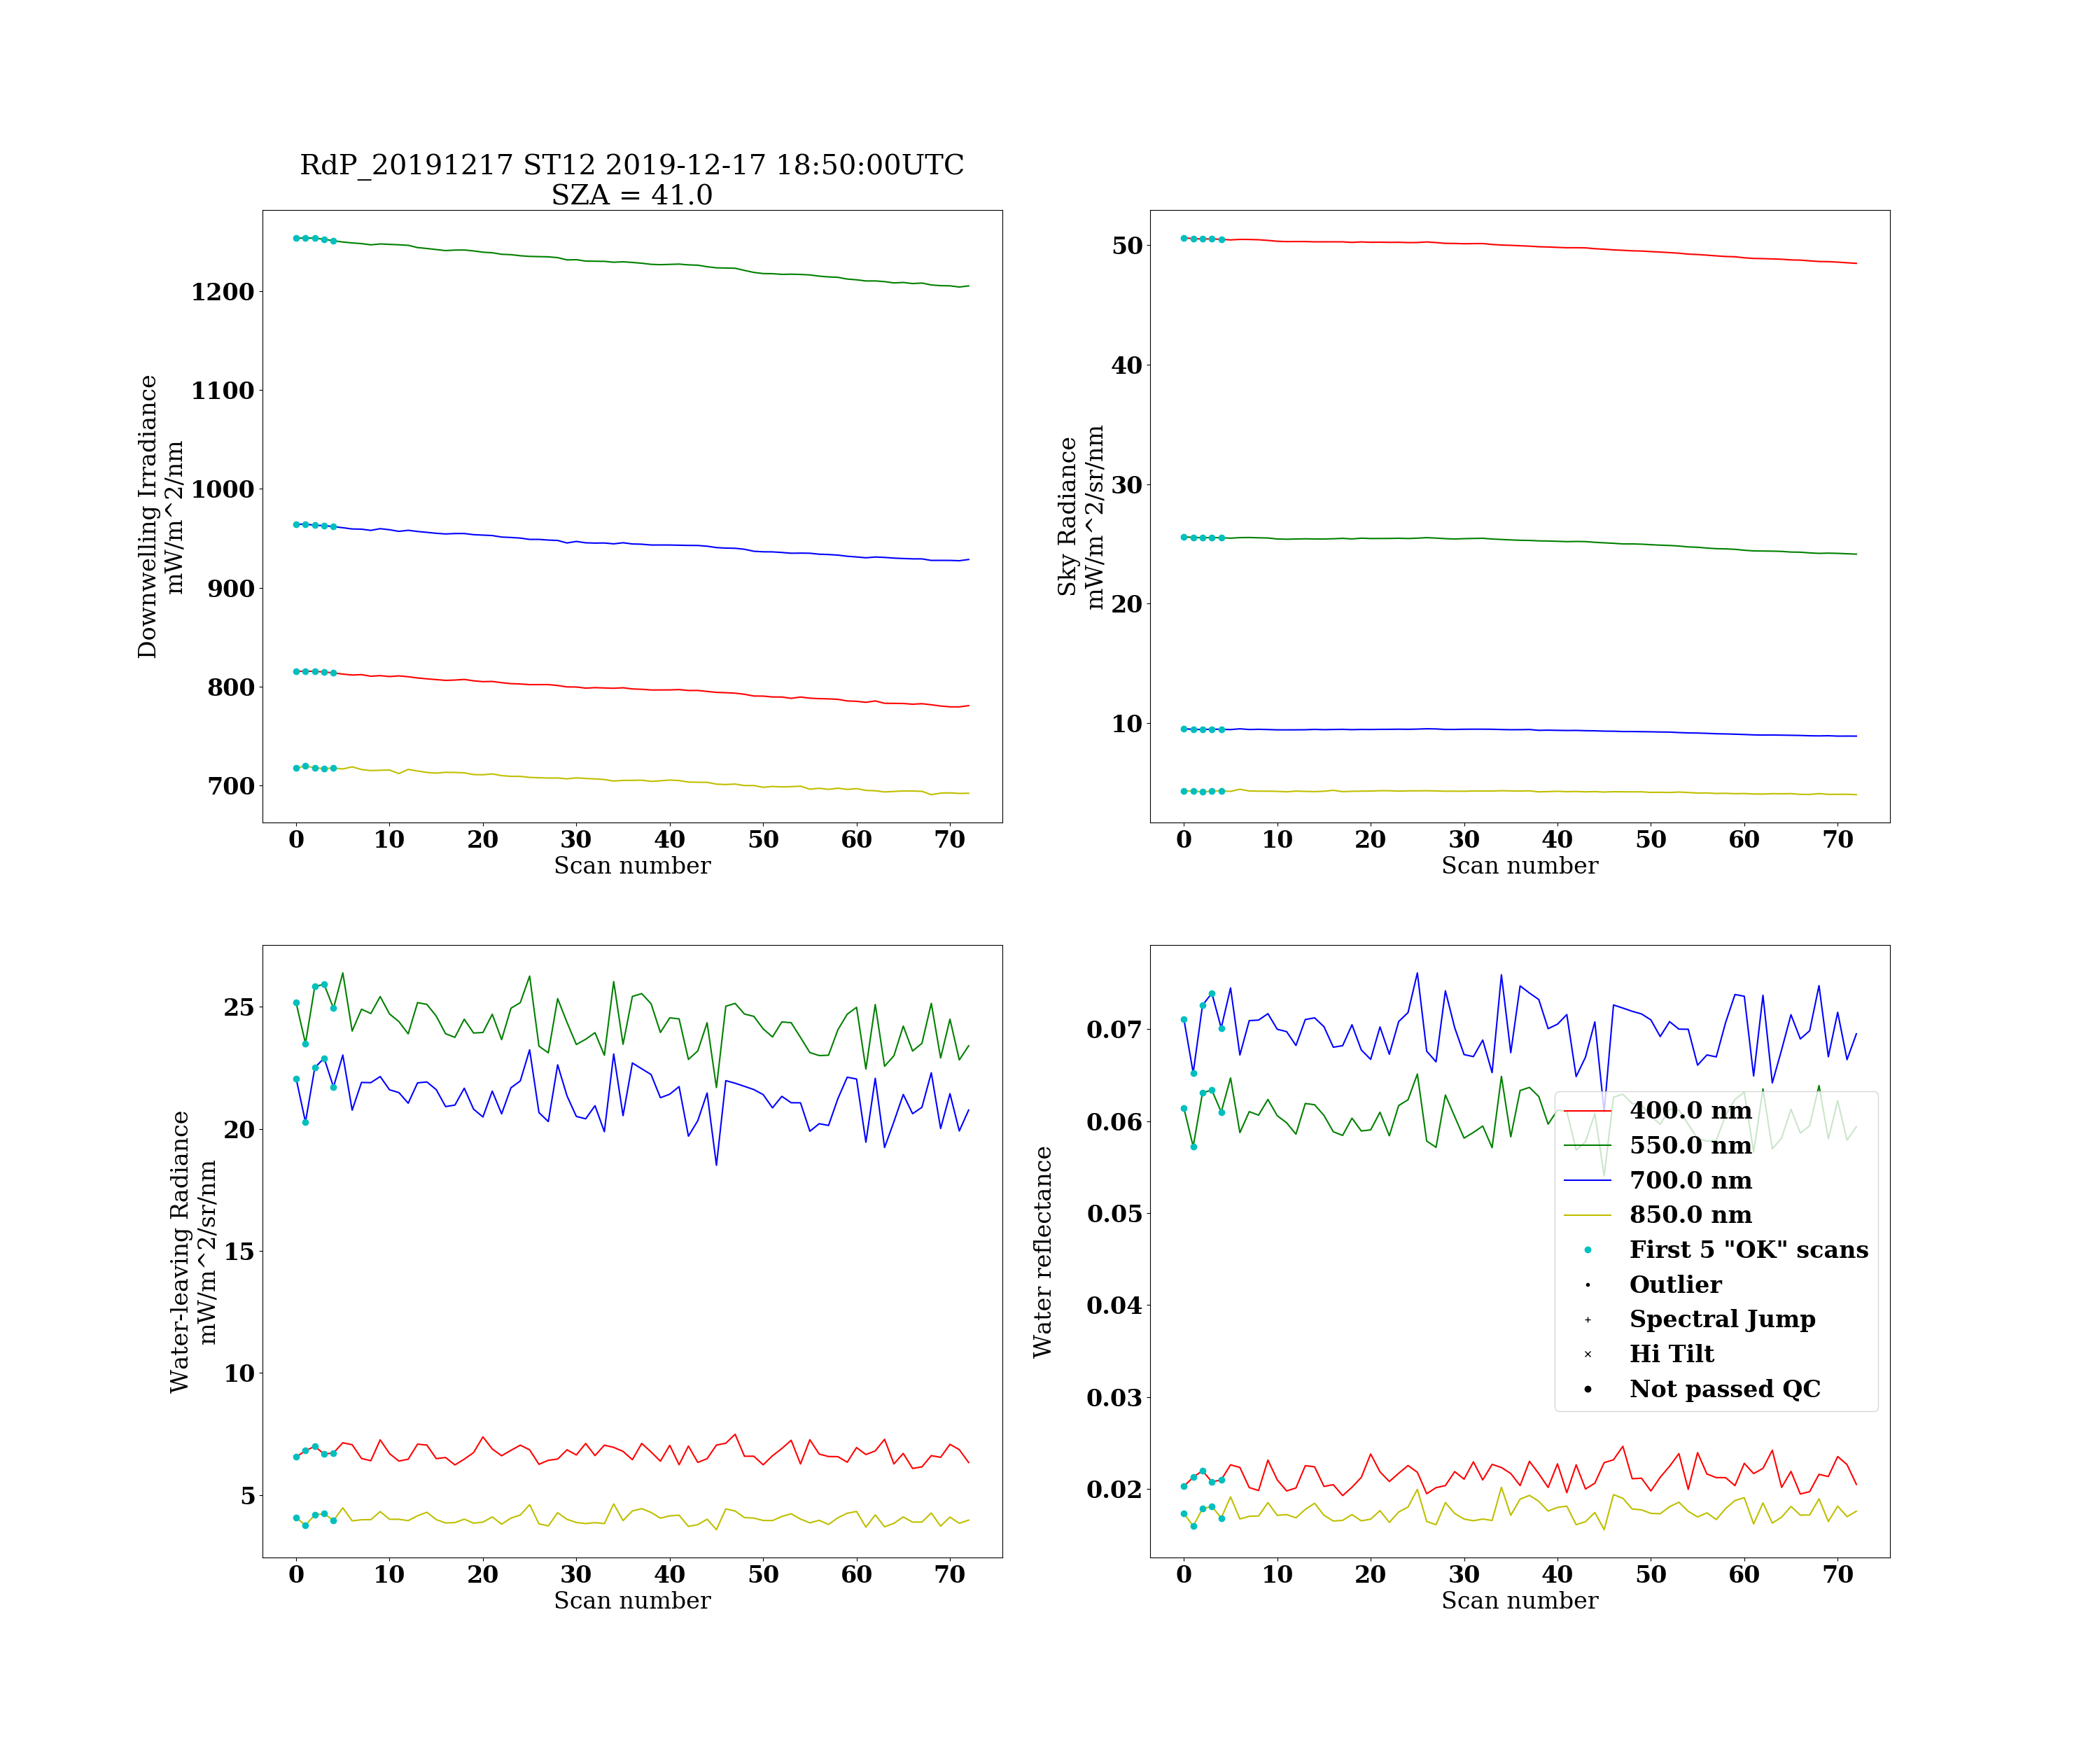 RdP_20191217 ST12 2019-12-17 18:50:00UTC
SZA = 41.0
Downwelling Irradiance
mW/m^2/nm
1200
1100
1000
900
800
700
0 10 20 30 40 50 60 70
Scan number
Sky Radiance
mW/m^2/sr/nm
50
40
30
20
10
0 10 20 30 40 50 60 70
Scan number
Water-leaving Radiance
mW/m^2/sr/nm
25
20
15
10
5
0 10 20 30 40 50 60 70
Scan number
Water reflectance
0.07
0.06
0.05
0.04
0.03
0.02
0 10 20 30 40 50 60 70
Scan number
400.0 nm
550.0 nm
700.0 nm
850.0 nm
First 5 "OK" scans
Outlier
Spectral Jump
Hi Tilt
Not passed QC